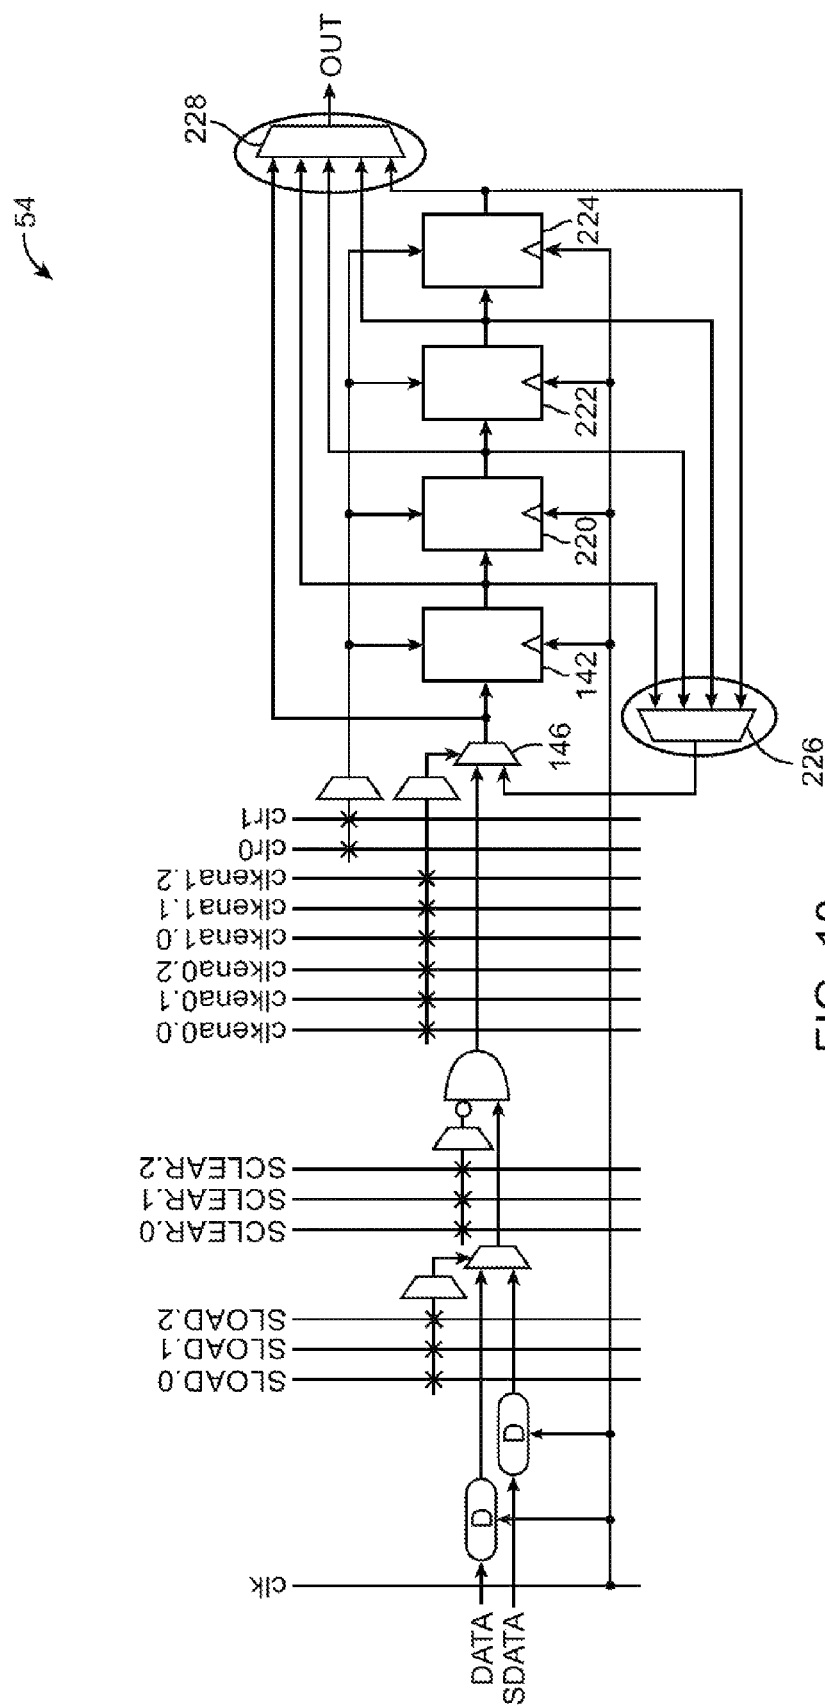 54
228
OUT
224
222
220
142
146
226
clr1
clr0
clkena1.2
clkena1.1
clkena1.0
clkena0.2
clkena0.1
clkena0.0
SCLEAR.2
SCLEAR.1
SCLEAR.0
SLOAD.2
SLOAD.1
SLOAD.0
D
D
clk
DATA
SDATA